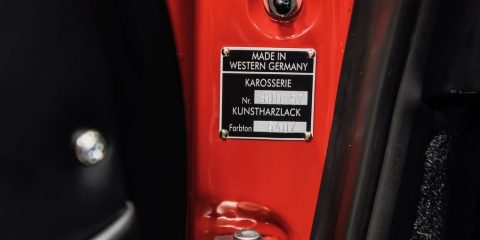 MADE IN
WESTERN GERMANY
KAROSSERIE
Nr.
KUNSTHARZLACK
Farbton